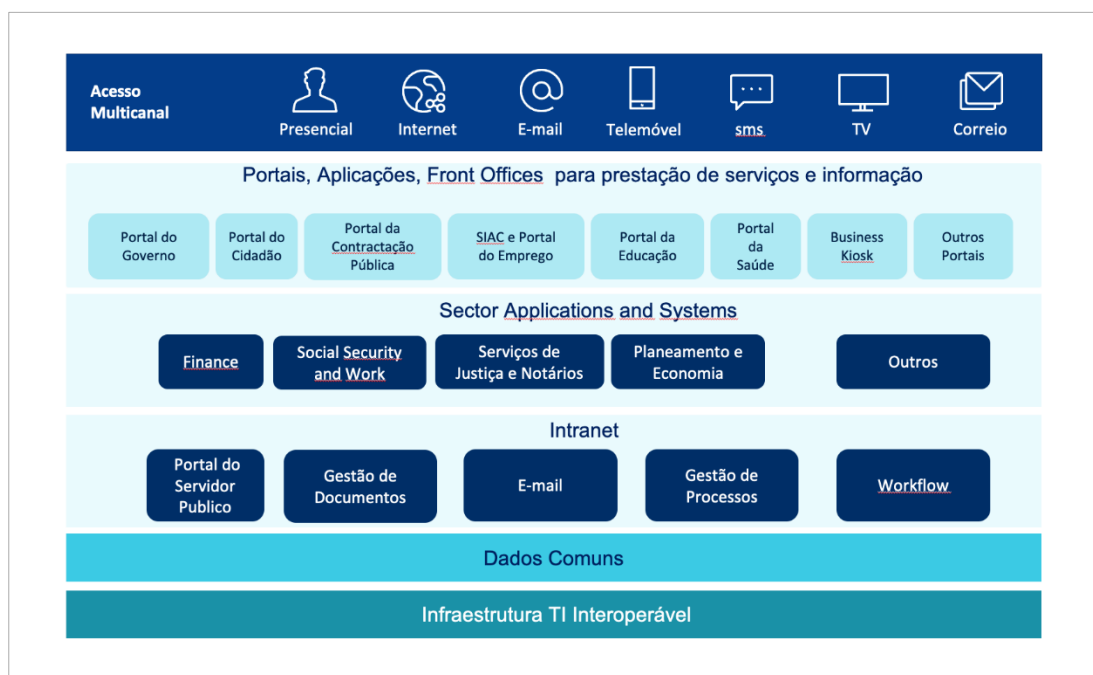 Acesso
Multicanal
Presencial
Internet
E-mail
Telemóvel
sms
TV
Correio
Portais, Aplicações, Front Offices para prestação de serviços e informação
Portal do
Governo
Portal do
Cidadão
Portal da
Contractação
Pública
SIAC e Portal
do Emprego
Portal da
Educação
Portal
da
Saúde
Business
Kiosk
Outros
Portais
Sector Applications and Systems
Finance
Social Security
and Work
Serviços de
Justiça e Notários
Planeamento e
Economia
Outros
Intranet
Portal do
Servidor
Publico
Gestão de
Documentos
E-mail
Gestão de
Processos
Workflow
Dados Comuns
Infraestrutura TI Interoperável